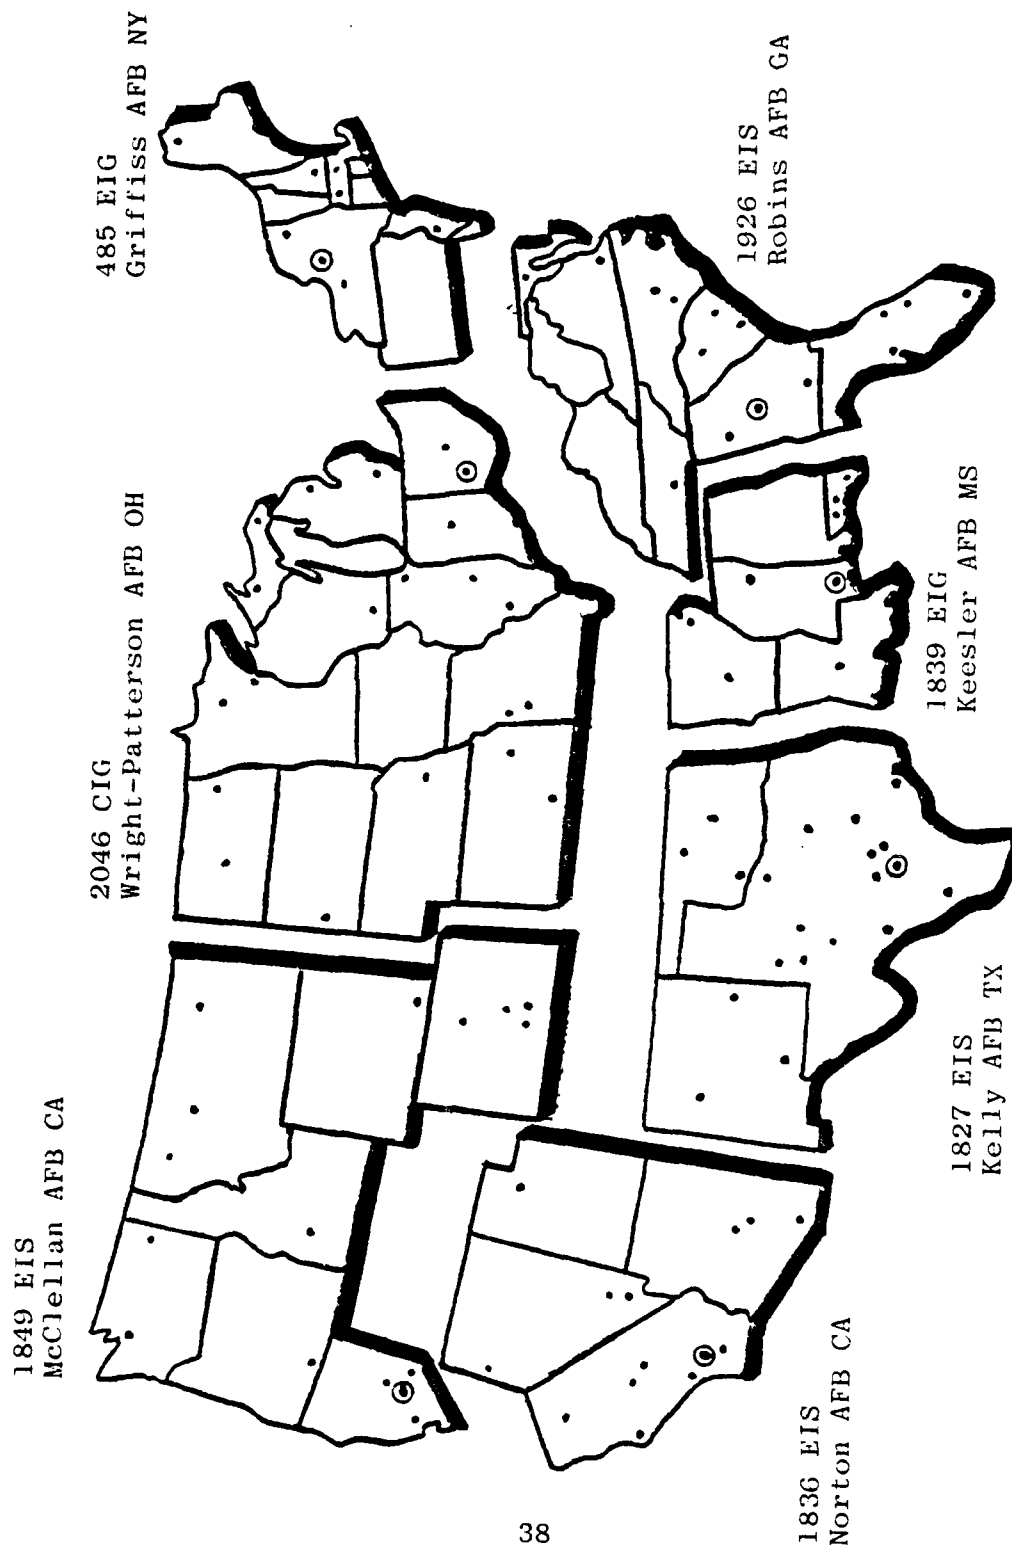 1849 EIS
McClellan AFB CA
2046 CIG
Wright-Patterson AFB OH
485 EIG
Griffiss AFB NY
1836 EIS
Norton AFB CA
1827 EIS
Kelly AFB TX
1839 EIG
Keesler AFB MS
1926 EIS
Robins AFB GA
38